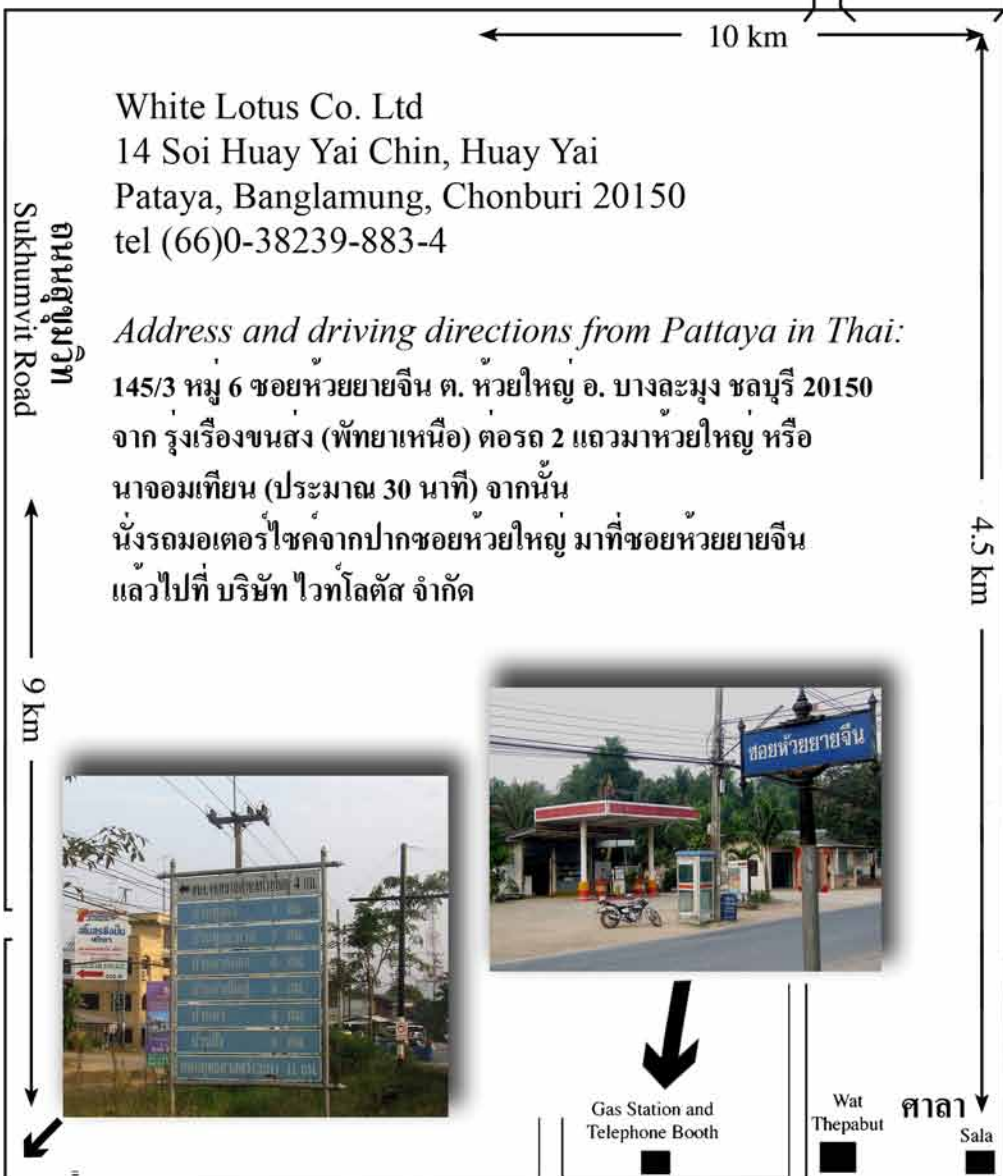 10 km
White Lotus Co. Ltd
14 Soi Huay Yai Chin, Huay Yai
Pataya, Banglamung, Chonburi 20150
tel (66)0-38239-883-4
ถนนสุขุมวิท
Sukhumvit Road
Address and driving directions from Pattaya in Thai:
145/3 หมู่ 6 ซอยห้วยยายจีน ต. ห้วยใหญ่ อ. บางละมุง ชลบุรี 20150
จาก รุ่งเรืองขนส่ง (พัทยาเหนือ) ต่อรถ 2 แถวมาห้วยใหญ่ หรือ
นาจอมเทียน (ประมาณ 30 นาที) จากนั้น
นั่งรถมอเตอร์ไซค์จากปากซอยห้วยใหญ่ มาที่ซอยห้วยยายจีน
แล้วไปที่ บริษัท ไวท์โลตัส จำกัด
4.5 km
9 km
ซอยห้วยยายจีน
Gas Station and
Telephone Booth
Wat
Thepabut
ศาลา
Sala